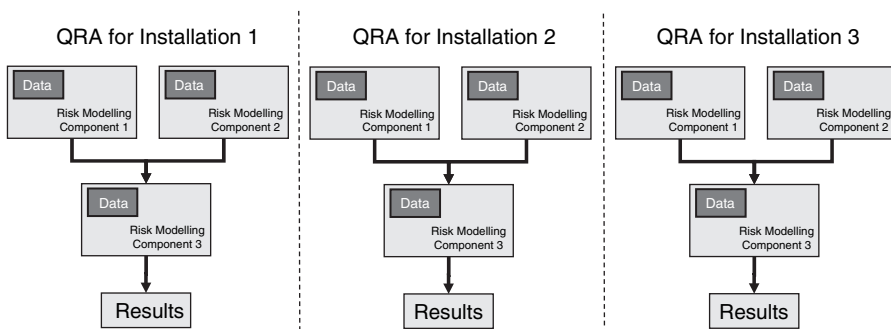 QRA for Installation 1
Data
Risk Modelling
Component 1
Data
Risk Modelling
Component 2
Data
Risk Modelling
Component 3
Results
QRA for Installation 2
Data
Risk Modelling
Component 1
Data
Risk Modelling
Component 2
Data
Risk Modelling
Component 3
Results
QRA for Installation 3
Data
Risk Modelling
Component 1
Data
Risk Modelling
Component 2
Data
Risk Modelling
Component 3
Results